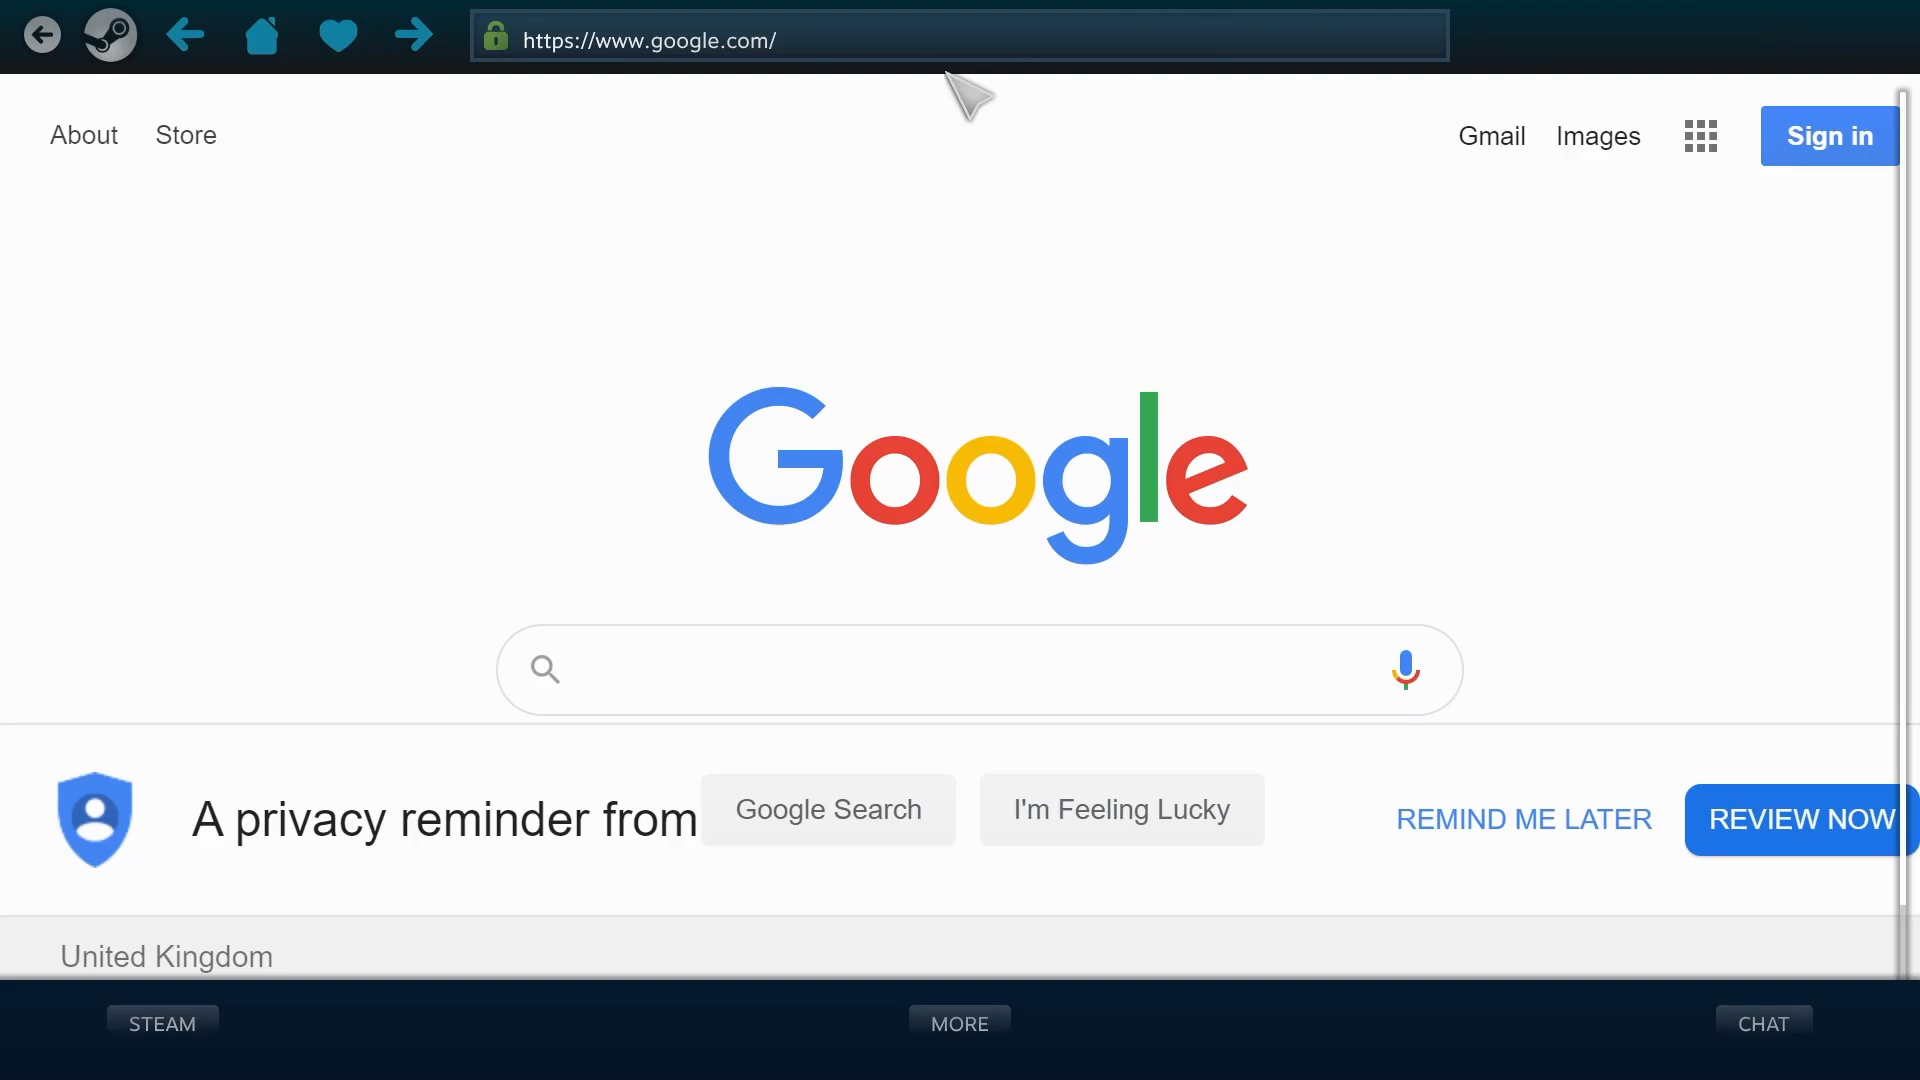 https://www.google.com/
About Store Gmail Images Sign in
Google
A privacy reminder from Google Search I'm Feeling Lucky REMIND ME LATER REVIEW NOW
United Kingdom
STEAM MORE CHAT